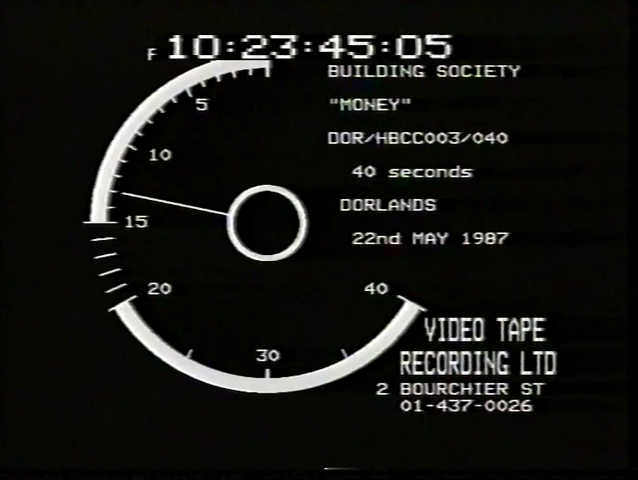 F 10:23:45:05
BUILDING SOCIETY
"MONEY"
DOR/HBCC003/040
40 seconds
DORLANDS
22nd MAY 1987
5
10
15
20
30
40
VIDEO TAPE
RECORDING LTD
2 BOURCHIER ST
01-437-0026